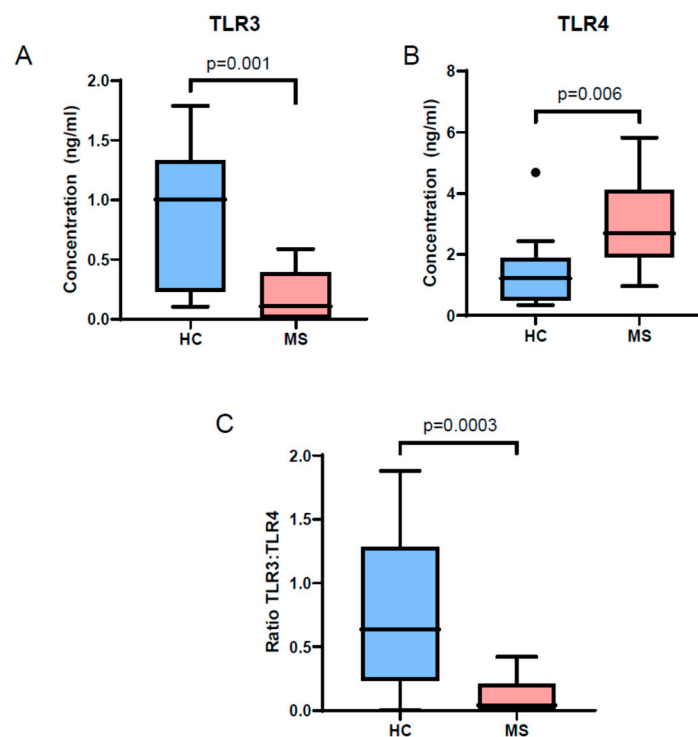 TLR3
TLR4
A
B
p=0.001
p=0.006
Concentration (ng/ml)
2.0
1.5
1.0
0.5
0.0
HC
MS
Concentration (ng/ml)
8
6
4
2
0
HC
MS
C
p=0.0003
Ratio TLR3:TLR4
2.0
1.5
1.0
0.5
0.0
HC
MS